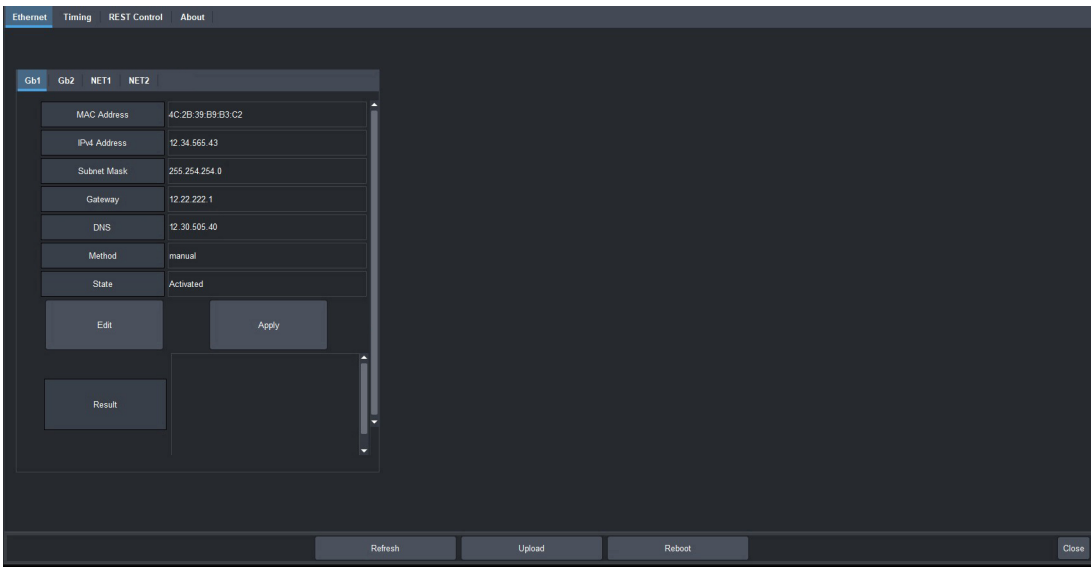 Ethernet Timing REST Control About
Gb1 Gb2 NET1 NET2
MAC Address 4C:2B:39:B9:B3:C2
IPv4 Address 12.34.565.43
Subnet Mask 255.254.254.0
Gateway 12.22.222.1
DNS 12.30.505.40
Method manual
State Activated
Edit Apply
Result
Refresh Upload Reboot Close